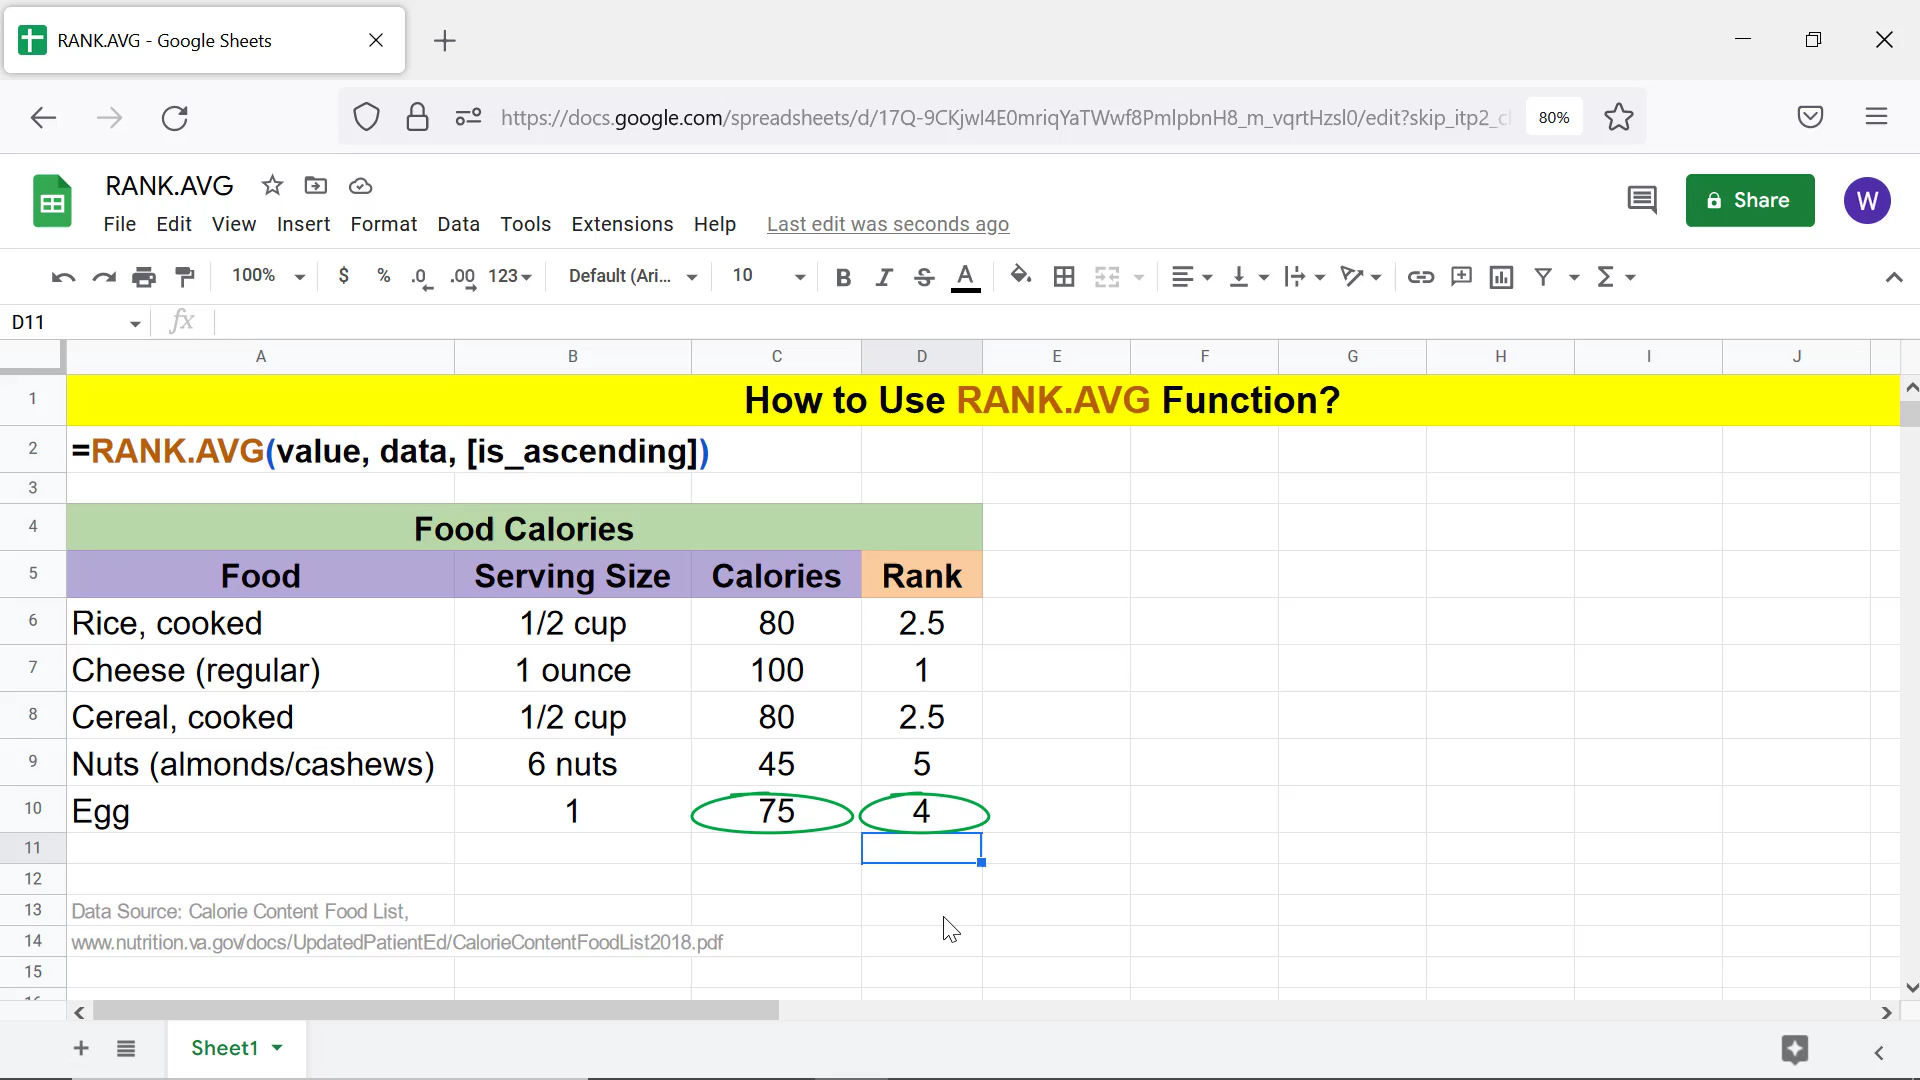 RANK.AVG - Google Sheets
https://docs.google.com/spreadsheets/d/17Q-9CKjwl4E0mriqYaTWwf8PmlpbnH8_m_vqrtHzsl0/edit?skip_itp2_c
80%
RANK.AVG
File Edit View Insert Format Data Tools Extensions Help Last edit was seconds ago
Share
W
100% $ % .0 .00 123 Default (Ari... 10 B I S A
D11 fx
A B C D E F G H I J
1 How to Use RANK.AVG Function?
2 =RANK.AVG(value, data, [is_ascending])
3
4 Food Calories
5 Food Serving Size Calories Rank
6 Rice, cooked 1/2 cup 80 2.5
7 Cheese (regular) 1 ounce 100 1
8 Cereal, cooked 1/2 cup 80 2.5
9 Nuts (almonds/cashews) 6 nuts 45 5
10 Egg 1 75 4
11
12
13 Data Source: Calorie Content Food List,
14 www.nutrition.va.gov/docs/UpdatedPatientEd/CalorieContentFoodList2018.pdf
15
Sheet1